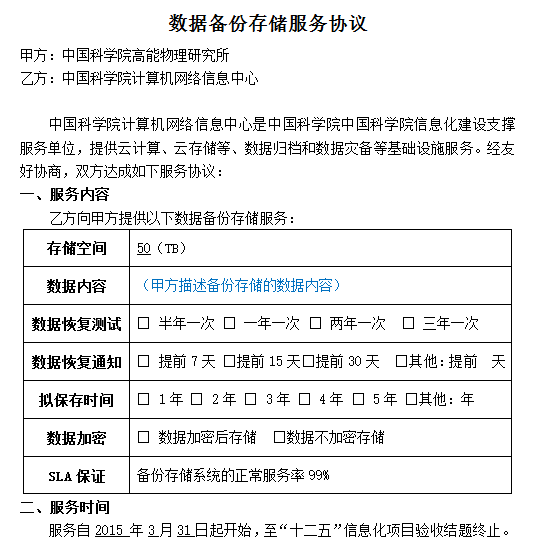 数据备份存储服务协议
甲方：中国科学院高能物理研究所
乙方：中国科学院计算机网络信息中心
中国科学院计算机网络信息中心是中国科学院中国科学院信息化建设支撑
服务单位，提供云计算、云存储等、数据归档和数据灾备等基础设施服务。经友
好协商，双方达成如下服务协议：
一、服务内容
乙方向甲方提供以下数据备份存储服务：
存储空间 50（TB）
数据内容 （甲方描述备份存储的数据内容）
数据恢复测试 □ 半年一次 □ 一年一次 □ 两年一次 □ 三年一次
数据恢复通知 □ 提前 7 天 □提前 15 天□提前 30 天 □其他：提前 天
拟保存时间 □ 1 年 □ 2 年 □ 3 年 □ 4 年 □ 5 年 □其他：年
数据加密 □ 数据加密后存储 □数据不加密存储
SLA 保证 备份存储系统的正常服务率 99%
二、服务时间
服务自 2015 年 3 月 31 日起开始，至“十二五”信息化项目验收结题终止。